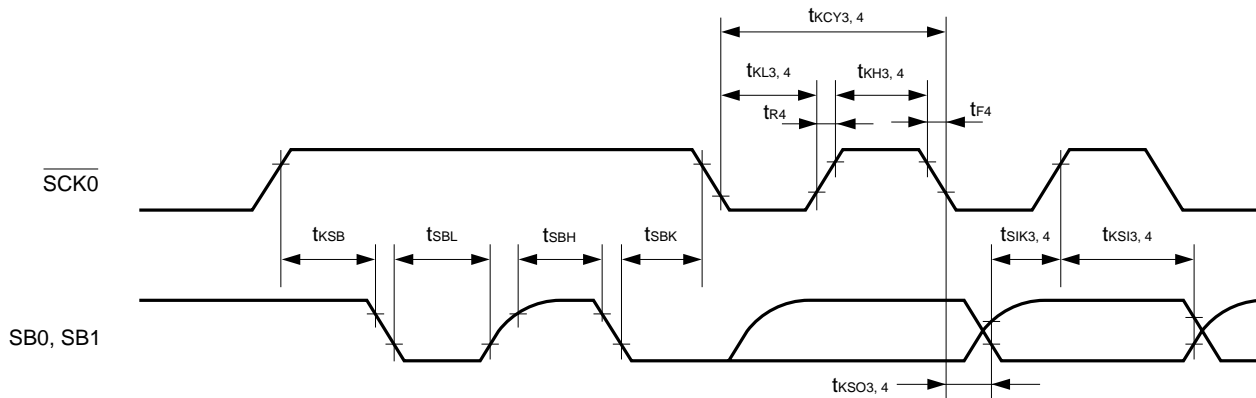 tKCY3, 4
tKL3, 4 tKH3, 4
tR4 tF4
SCK0
tKSB tSBL tSBH tSBK tSIK3, 4 tKSI3, 4
SB0, SB1
tKSO3, 4